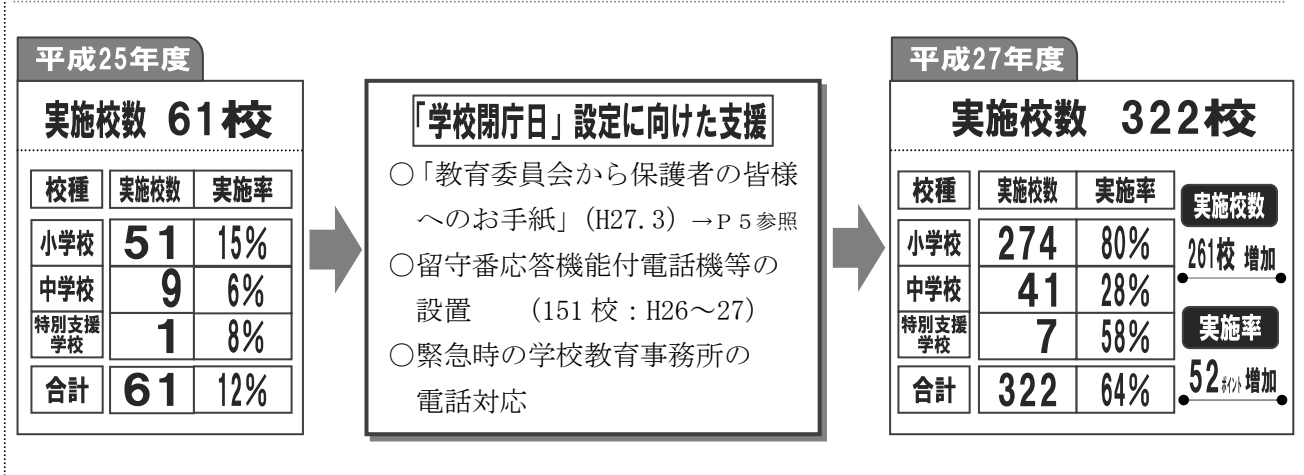 平成25年度
実施校数 61校
校種 実施校数 実施率
小学校 51 15%
中学校 9 6%
特別支援学校 1 8%
合計 61 12%
「学校閉庁日」設定に向けた支援
○「教育委員会から保護者の皆様
へのお手紙」(H27.3) →P5参照
○留守番応答機能付電話機等の
設置 (151校：H26～27)
○緊急時の学校教育事務所の
電話対応
平成27年度
実施校数 322校
校種 実施校数 実施率
小学校 274 80%
中学校 41 28%
特別支援学校 7 58%
合計 322 64%
実施校数
261校 増加
実施率
52ポイント増加